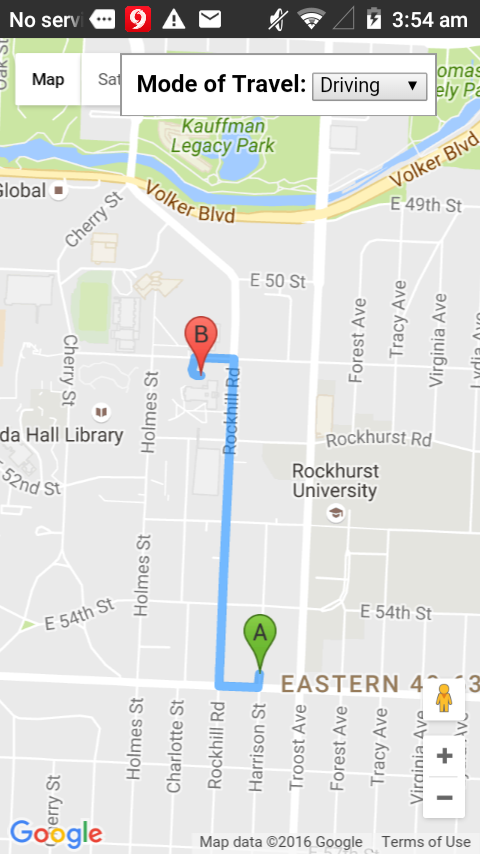 No servi
9
3:54 am
Map
Sat
Mode of Travel: Driving
Kauffman
Legacy Park
Volker Blvd
Volker Blvd
Global
Cherry St
E 49th St
E 50 St
B
Forest Ave
Tracy Ave
Virginia Ave
Lydia Ave
Cherry St
Holmes St
Rockhill Rd
da Hall Library
Rockhurst Rd
52nd St
Rockhurst
University
Holmes St
E 54th St
E 54th St
A
EASTERN 49-63
Holmes St
Charlotte St
Rockhill Rd
Harrison St
Troost Ave
Forest Ave
Tracy Ave
Virginia Ave
Cherry St
+
−
Google
Map data ©2016 Google
Terms of Use